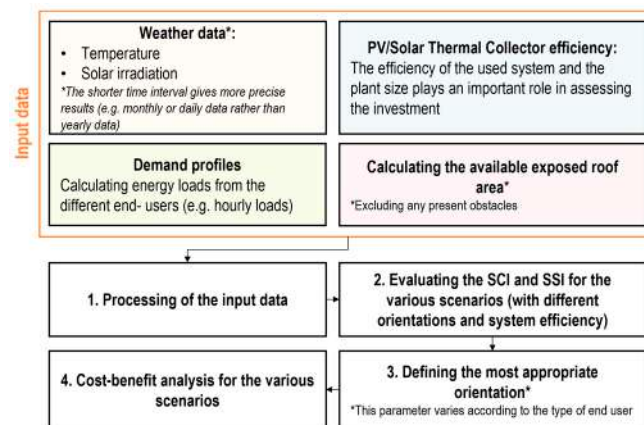 Input data
Weather data*:
• Temperature
• Solar irradiation
*The shorter time interval gives more precise
results (e.g. monthly or daily data rather than
yearly data)
PV/Solar Thermal Collector efficiency:
The efficiency of the used system and the
plant size plays an important role in assessing
the investment
Demand profiles
Calculating energy loads from the
different end- users (e.g. hourly loads)
Calculating the available exposed roof
area*
*Excluding any present obstacles
1. Processing of the input data
2. Evaluating the SCI and SSI for the
various scenarios (with different
orientations and system efficiency)
4. Cost-benefit analysis for the various
scenarios
3. Defining the most appropriate
orientation*
*This parameter varies according to the type of end user